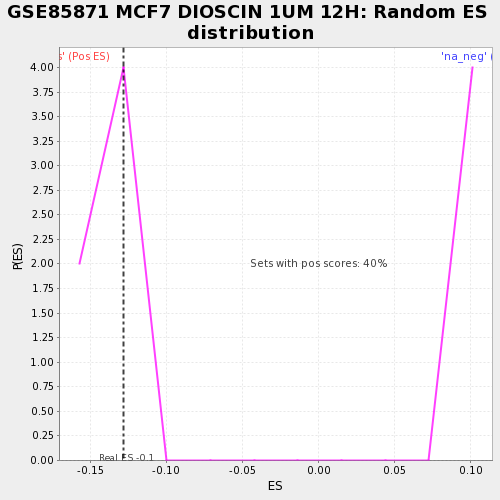 GSE85871 MCF7 DIOSCIN 1UM 12H: Random ES
distribution
s' (Pos ES)
'na_neg' (
4.00
3.75
3.50
3.25
3.00
2.75
2.50
2.25
2.00
1.75
1.50
1.25
1.00
0.75
0.50
0.25
0.00
P(ES)
Sets with pos scores: 40%
Real ES -0.1
-0.15
-0.10
-0.05
0.00
0.05
0.10
ES